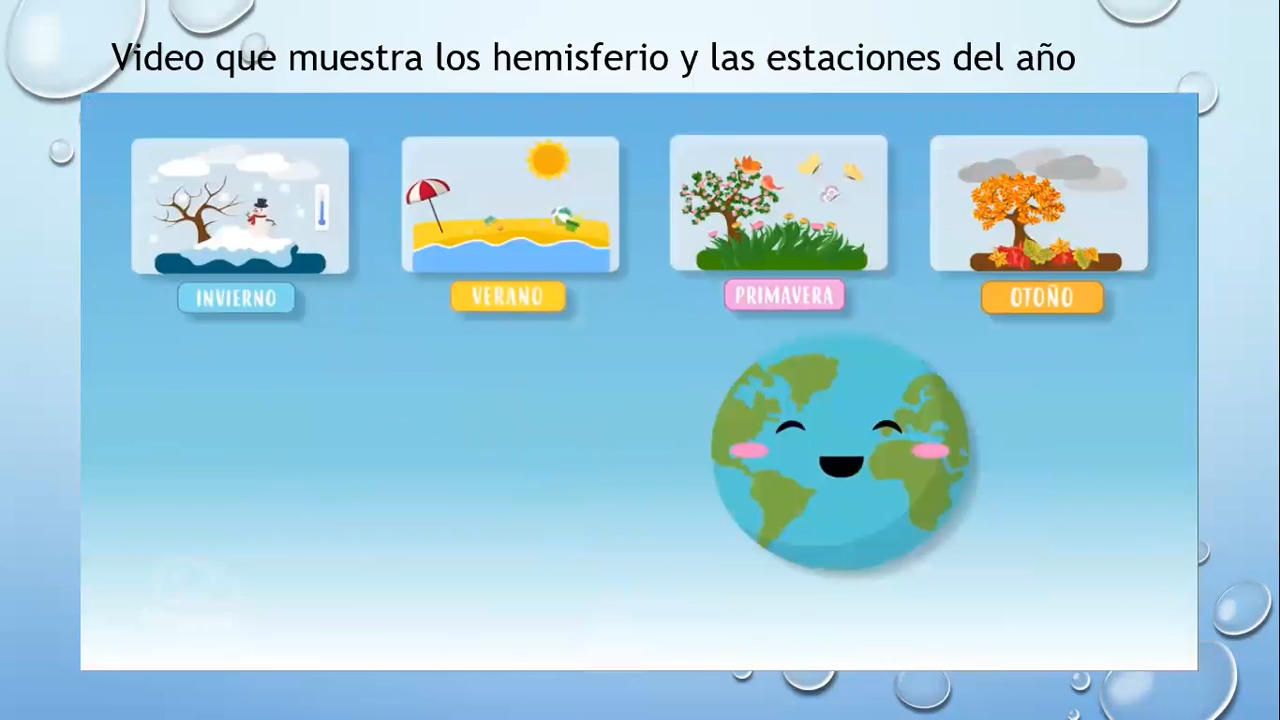 Video que muestra los hemisferio y las estaciones del año
INVIERNO
VERANO
PRIMAVERA
OTOÑO